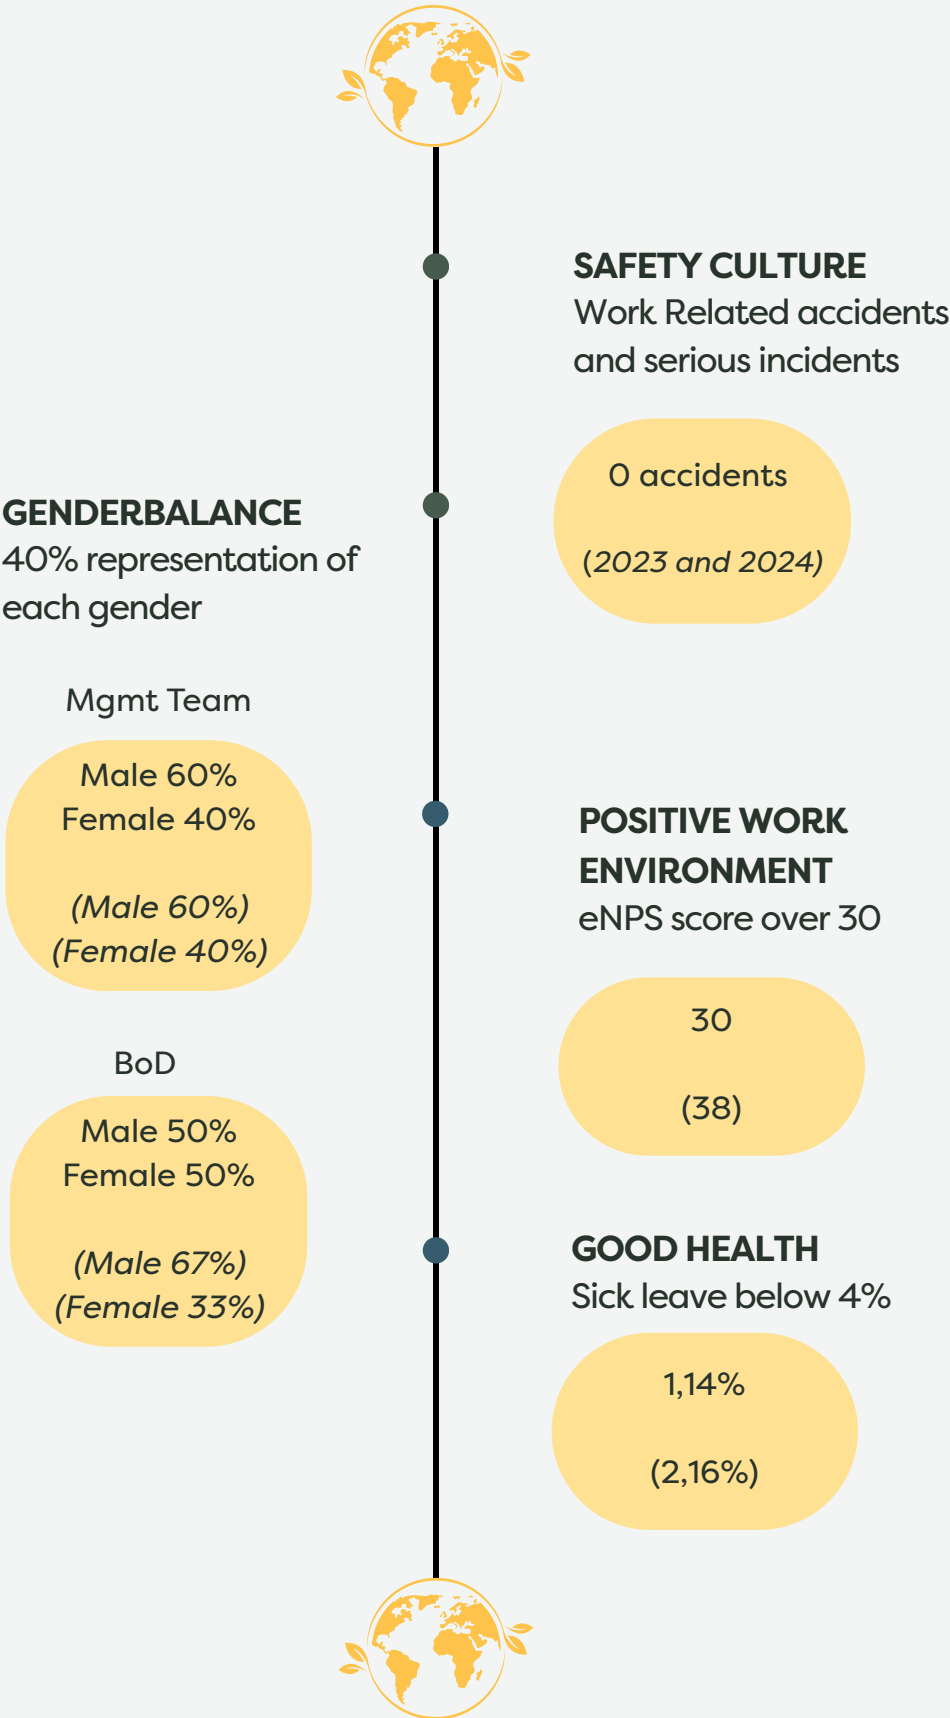 SAFETY CULTURE
Work Related accidents
and serious incidents
0 accidents
(2023 and 2024)
GENDERBALANCE
40% representation of
each gender
Mgmt Team
Male 60%
Female 40%
(Male 60%)
(Female 40%)
BoD
Male 50%
Female 50%
(Male 67%)
(Female 33%)
POSITIVE WORK
ENVIRONMENT
eNPS score over 30
30
(38)
GOOD HEALTH
Sick leave below 4%
1,14%
(2,16%)